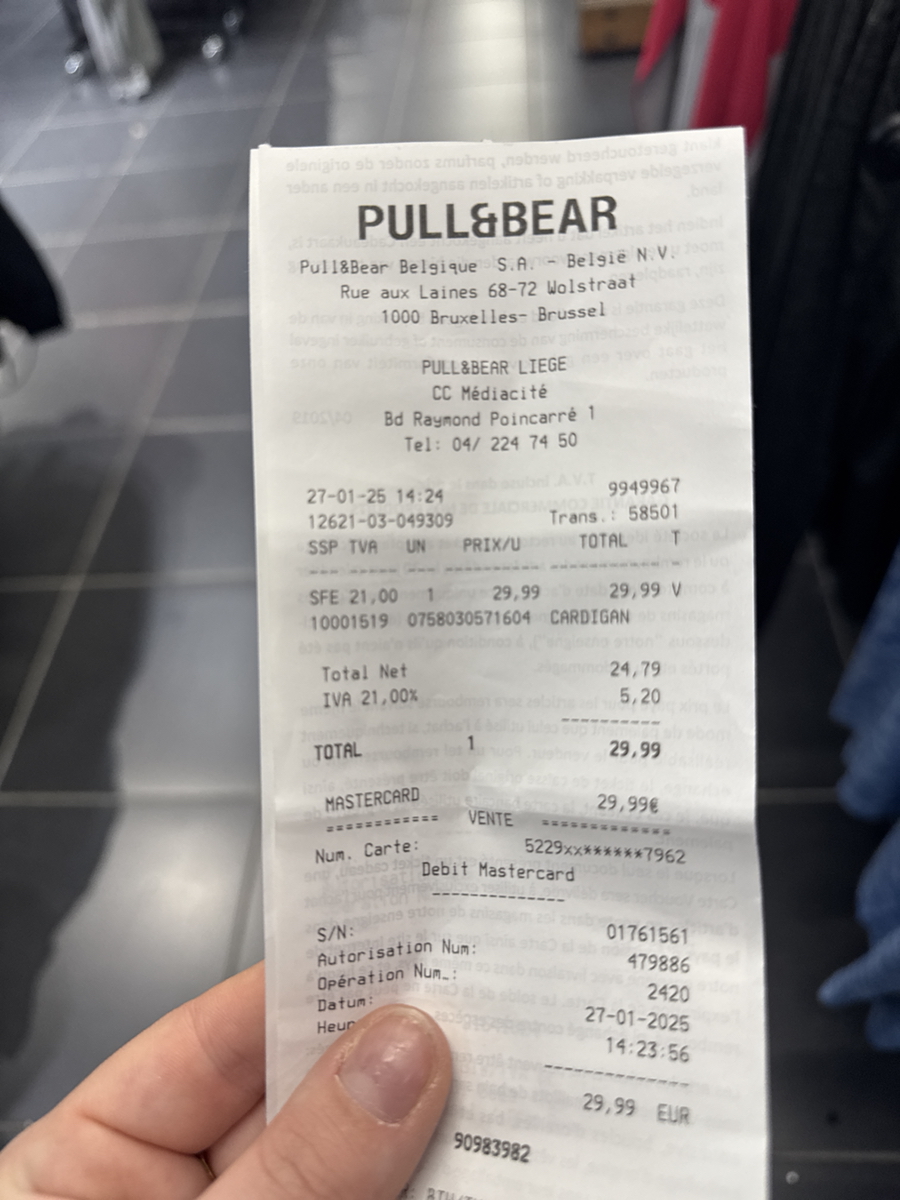 PULL&BEAR
Pull&Bear Belgique S.A. - België N.V.
Rue aux Laines 68-72 Wolstraat
1000 Bruxelles- Brussel
PULL&BEAR LIEGE
CC Médiacité
Bd Raymond Poincarré 1
Tel: 04/ 224 74 50
27-01-25 14:24 9949967
12621-03-049309 Trans.: 58501
SSP TVA UN PRIX/U TOTAL T
--- ----- --- ---------- ---------- -
SFE 21,00 1 29,99 29,99 V
10001519 0758030571604 CARDIGAN
Total Net 24,79
IVA 21,00% 5,20
----------
TOTAL 1 29,99
MASTERCARD 29,99€
============ VENTE ==============
Num. Carte: 5229xx******7962
Debit Mastercard
--------------
S/N: 01761561
Autorisation Num: 479886
Opération Num.: 2420
Datum: 27-01-2025
Heur 14:23:56
--------------
29,99 EUR
90983982